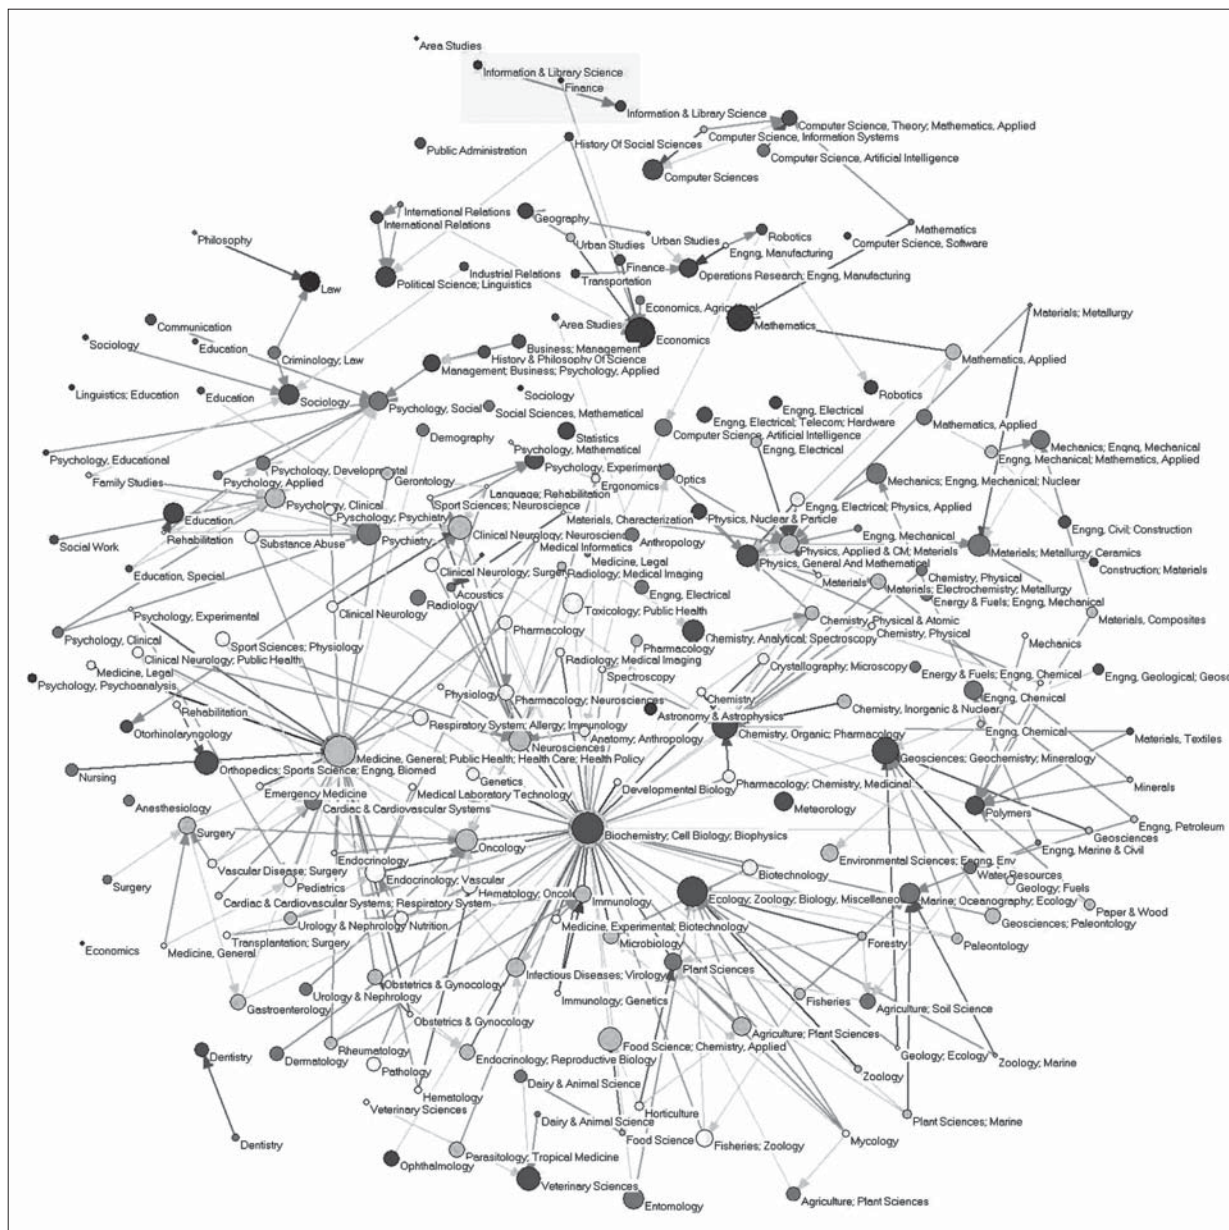 Area Studies
Information & Library Science
Finance
Information & Library Science
Computer Science, Theory; Mathematics, Applied
Computer Science, Information Systems
History Of Social Sciences
Public Administration
Computer Science, Artificial Intelligence
Computer Sciences
International Relations
International Relations
Geography
Mathematics
Philosophy
Urban Studies
Urban Studies
Robotics
Computer Science, Software
Engng, Manufacturing
Industrial Relations
Finance
Transportation
Operations Research; Engng, Manufacturing
Law
Political Science; Linguistics
Economics, Agricultural
Materials; Metallurgy
Communication
Area Studies
Mathematics
Sociology
Education
Economics
Business; Management
Criminology; Law
History & Philosophy Of Science
Mathematics, Applied
Management; Business; Psychology, Applied
Linguistics; Education
Education
Sociology
Sociology
Robotics
Psychology, Social
Social Sciences, Mathematical
Engng, Electrical
Engng, Electrical; Telecom; Hardware
Mathematics, Applied
Demography
Statistics
Computer Science, Artificial Intelligence
Psychology, Mathematical
Engng, Electrical
Mechanics; Engng, Mechanical
Psychology, Educational
Engng, Mechanical; Mathematics, Applied
Psychology, Developmental
Psychology, Experimental
Family Studies
Psychology, Applied
Gerontology
Ergonomics
Optics
Mechanics; Engng, Mechanical; Nuclear
Language; Rehabilitation
Psychology, Clinical
Sport Sciences; Neuroscience
Engng, Electrical; Physics, Applied
Education
Pyschology; Psychiatry
Materials, Characterization
Physics, Nuclear & Particle
Engng, Civil; Construction
Rehabilitation
Substance Abuse
Psychiatry
Clinical Neurology; Neuroscience
Anthropology
Engng, Mechanical
Social Work
Medical Informatics
Physics, Applied & CM; Materials
Materials; Metallurgy; Ceramics
Medicine, Legal
Physics, General And Mathematical
Education, Special
Clinical Neurology; Surgery
Radiology; Medical Imaging
Materials
Chemistry, Physical
Construction; Materials
Acoustics
Engng, Electrical
Materials; Electrochemistry; Metallurgy
Radiology
Energy & Fuels; Engng, Mechanical
Psychology, Experimental
Clinical Neurology
Toxicology; Public Health
Chemistry, Physical & Atomic
Materials, Composites
Psychology, Clinical
Pharmacology
Chemistry, Analytical; Spectroscopy
Chemistry, Physical
Sport Sciences; Physiology
Pharmacology
Mechanics
Clinical Neurology; Public Health
Radiology; Medical Imaging
Crystallography; Microscopy
Medicine, Legal
Spectroscopy
Energy & Fuels; Engng, Chemical
Psychology, Psychoanalysis
Physiology
Pharmacology; Neurosciences
Chemistry
Engng, Chemical
Rehabilitation
Astronomy & Astrophysics
Chemistry, Inorganic & Nuclear
Otorhinolaryngology
Respiratory System; Allergy; Immunology
Anatomy; Anthropology
Chemistry, Organic; Pharmacology
Engng, Chemical
Materials, Textiles
Neurosciences
Medicine, General; Public Health; Health Care; Health Policy
Geosciences; Geochemistry; Mineralogy
Nursing
Orthopedics; Sports Science; Engng, Biomed
Genetics
Pharmacology; Chemistry, Medicinal
Minerals
Emergency Medicine
Medical Laboratory Technology
Developmental Biology
Anesthesiology
Cardiac & Cardiovascular Systems
Meteorology
Polymers
Surgery
Biochemistry; Cell Biology; Biophysics
Engng, Petroleum
Geosciences
Oncology
Engng, Marine & Civil
Endocrinology
Environmental Sciences; Engng, Env
Vascular Disease; Surgery
Endocrinology; Vascular
Biotechnology
Water Resources
Surgery
Pediatrics
Hematology; Oncology
Geology; Fuels
Cardiac & Cardiovascular Systems; Respiratory System
Immunology
Ecology; Zoology; Biology, Miscellaneous
Marine; Oceanography; Ecology
Paper & Wood
Urology & Nephrology
Nutrition
Medicine, Experimental; Biotechnology
Geosciences; Paleontology
Economics
Transplantation; Surgery
Microbiology
Forestry
Paleontology
Medicine, General
Infectious Diseases; Virology
Plant Sciences
Obstetrics & Gynocology
Urology & Nephrology
Immunology; Genetics
Fisheries
Agriculture; Soil Science
Gastroenterology
Obstetrics & Gynocology
Agriculture; Plant Sciences
Dentistry
Dermatology
Rheumatology
Food Science; Chemistry, Applied
Geology; Ecology
Endocrinology; Reproductive Biology
Zoology, Marine
Pathology
Zoology
Hematology
Dairy & Animal Science
Veterinary Sciences
Horticulture
Dairy & Animal Science
Plant Sciences; Marine
Dentistry
Food Science
Fisheries; Zoology
Mycology
Parasitology; Tropical Medicine
Ophthalmology
Veterinary Sciences
Agriculture; Plant Sciences
Entomology